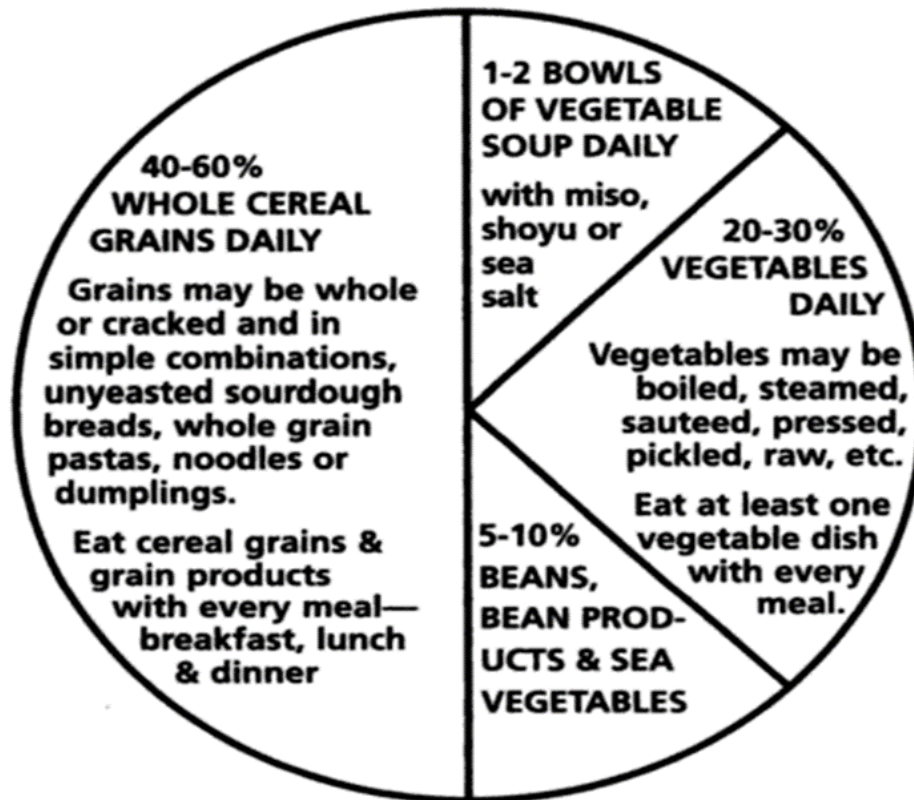 40-60%
WHOLE CEREAL
GRAINS DAILY
Grains may be whole
or cracked and in
simple combinations,
unyeasted sourdough
breads, whole grain
pastas, noodles or
dumplings.
Eat cereal grains &
grain products
with every meal—
breakfast, lunch
& dinner
1-2 BOWLS
OF VEGETABLE
SOUP DAILY
with miso,
shoyu or
sea
salt
20-30%
VEGETABLES
DAILY
Vegetables may be
boiled, steamed,
sauteed, pressed,
pickled, raw, etc.
Eat at least one
vegetable dish
with every
meal.
5-10%
BEANS,
BEAN PROD-
UCTS & SEA
VEGETABLES